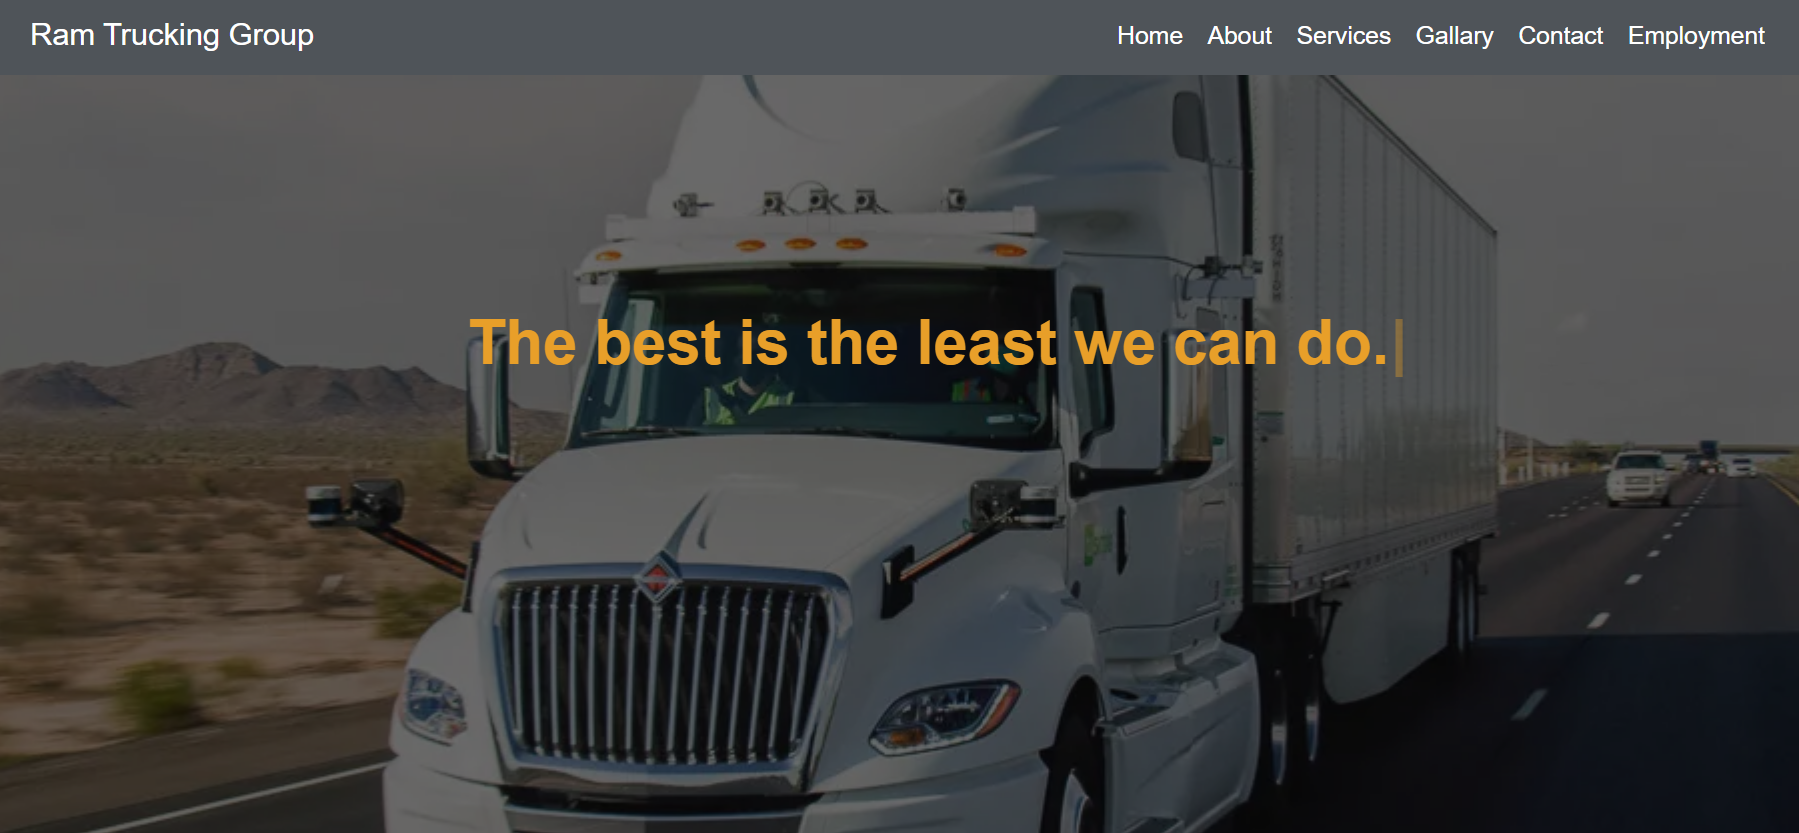 Ram Trucking Group
Home About Services Gallary Contact Employment
The best is the least we can do.